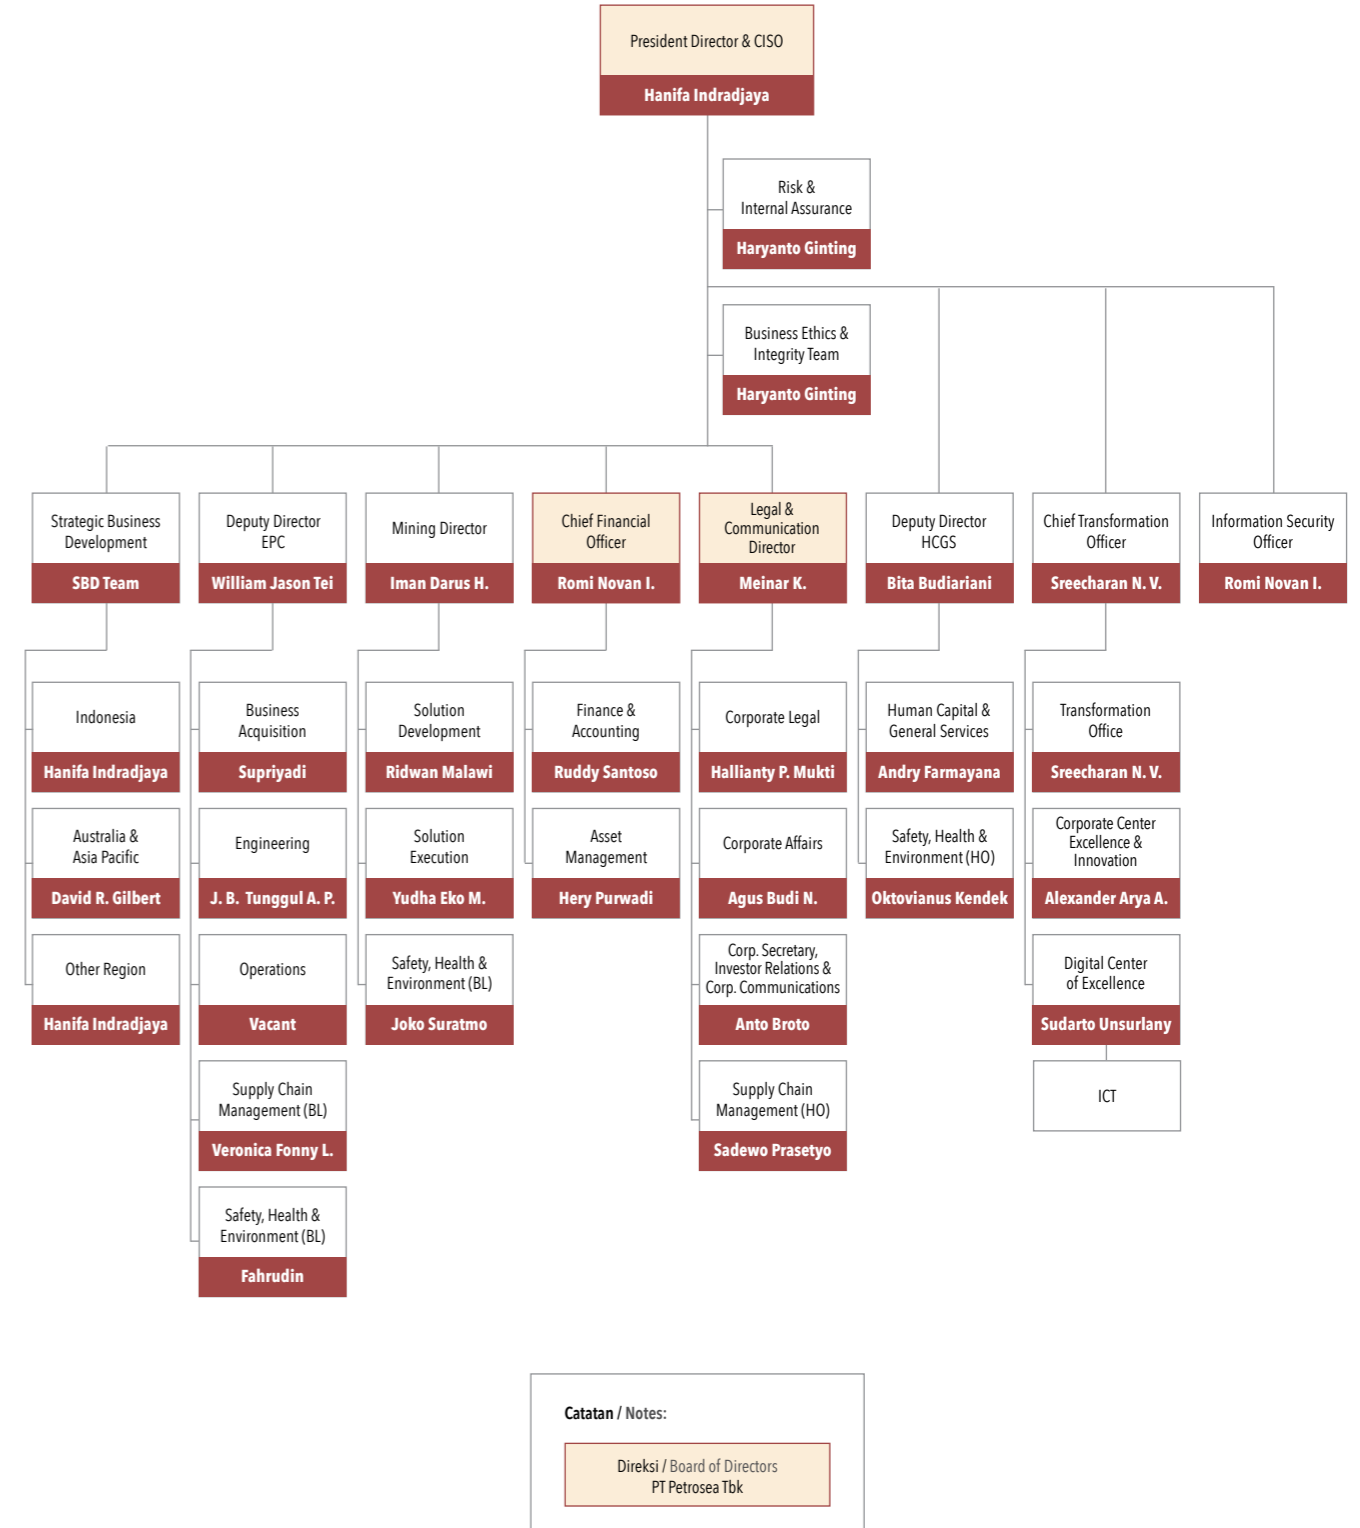 President Director & CISO
Hanifa Indradjaya
Risk &
Internal Assurance
Haryanto Ginting
Business Ethics &
Integrity Team
Haryanto Ginting
Strategic Business
Development
SBD Team
Deputy Director
EPC
William Jason Tei
Mining Director
Iman Darus H.
Chief Financial
Officer
Romi Novan I.
Legal &
Communication
Director
Meinar K.
Deputy Director
HCGS
Bita Budiariani
Chief Transformation
Officer
Sreecharan N. V.
Information Security
Officer
Romi Novan I.
Indonesia
Hanifa Indradjaya
Australia &
Asia Pacific
David R. Gilbert
Other Region
Hanifa Indradjaya
Business
Acquisition
Supriyadi
Engineering
J. B. Tunggul A. P.
Operations
Vacant
Supply Chain
Management (BL)
Veronica Fonny L.
Safety, Health &
Environment (BL)
Fahrudin
Solution
Development
Ridwan Malawi
Solution
Execution
Yudha Eko M.
Safety, Health &
Environment (BL)
Joko Suratmo
Finance &
Accounting
Ruddy Santoso
Asset
Management
Hery Purwadi
Corporate Legal
Hallianty P. Mukti
Corporate Affairs
Agus Budi N.
Corp. Secretary,
Investor Relations &
Corp. Communications
Anto Broto
Supply Chain
Management (HO)
Sadewo Prasetyo
Human Capital &
General Services
Andry Farmayana
Safety, Health &
Environment (HO)
Oktovianus Kendek
Transformation
Office
Sreecharan N. V.
Corporate Center
Excellence &
Innovation
Alexander Arya A.
Digital Center
of Excellence
Sudarto Unsurlany
ICT
Catatan / Notes:
Direksi / Board of Directors
PT Petrosea Tbk